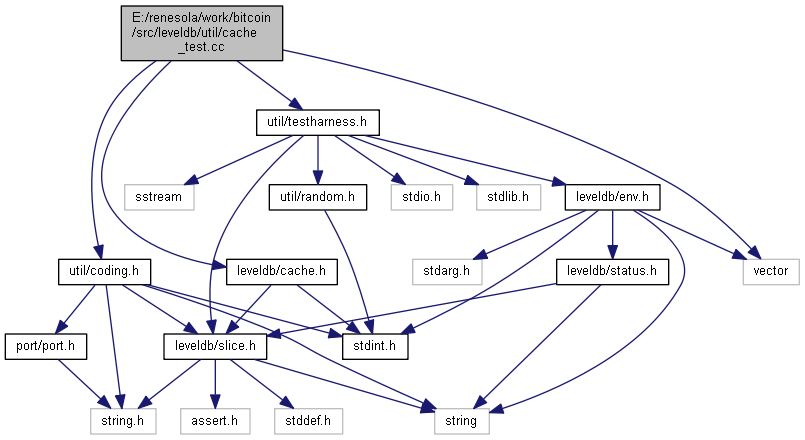 E:/renesola/work/bitcoin
/src/leveldb/util/cache
_test.cc
util/testharness.h
sstream
util/random.h
stdio.h
stdlib.h
leveldb/env.h
util/coding.h
leveldb/cache.h
stdarg.h
leveldb/status.h
vector
port/port.h
leveldb/slice.h
stdint.h
string.h
assert.h
stddef.h
string